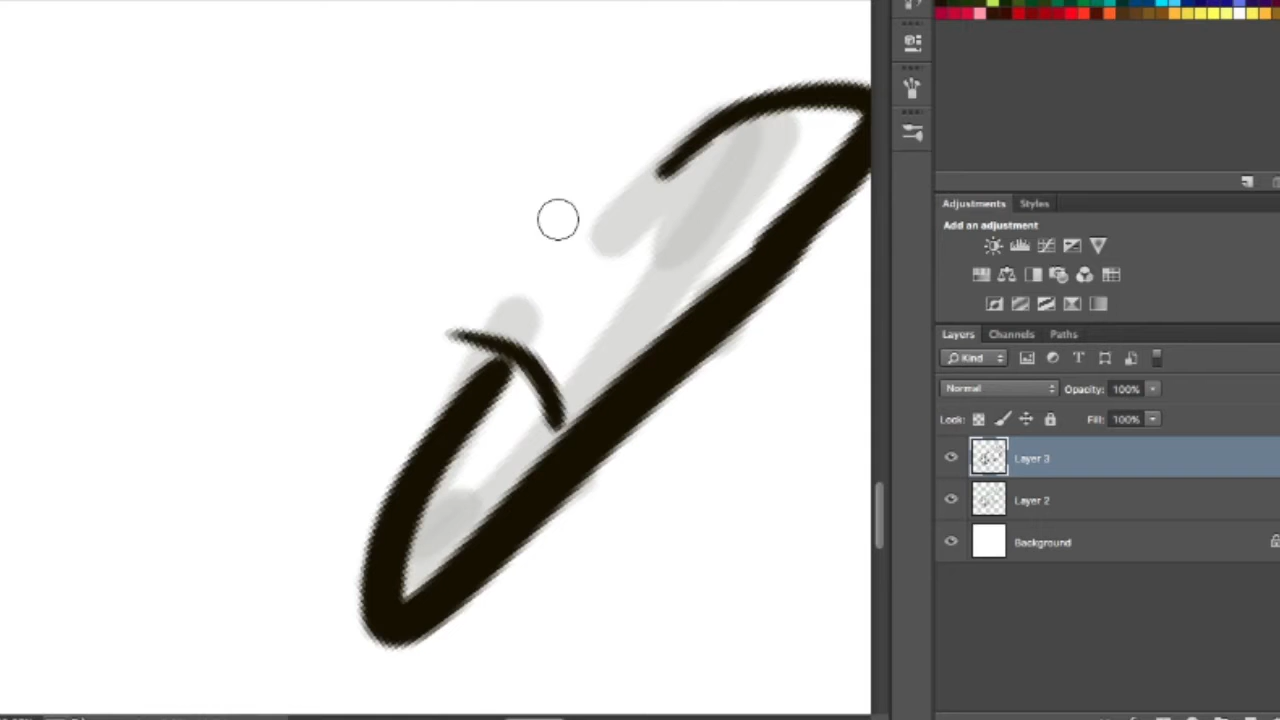 Adjustments Styles
Add an adjustment
Layers Channels Paths
Kind
Normal Opacity: 100%
Lock: Fill: 100%
Layer 3
Layer 2
Background